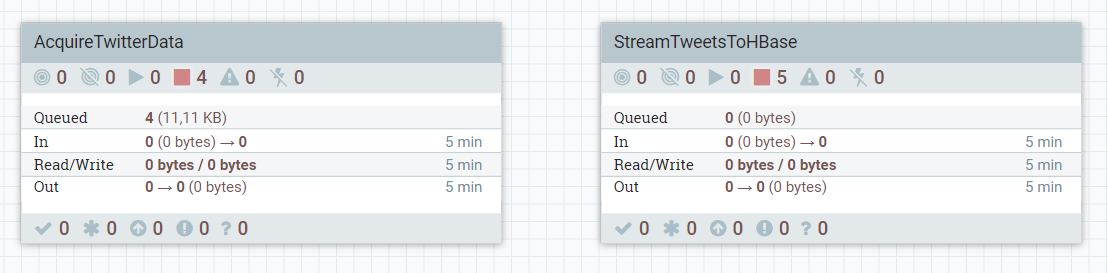 AcquireTwitterData
0 0 0 4 0 0
Queued 4 (11,11 KB)
In 0 (0 bytes) → 0 5 min
Read/Write 0 bytes / 0 bytes 5 min
Out 0 → 0 (0 bytes) 5 min
0 0 0 0 ? 0
StreamTweetsToHBase
0 0 0 5 0 0
Queued 0 (0 bytes)
In 0 (0 bytes) → 0 5 min
Read/Write 0 bytes / 0 bytes 5 min
Out 0 → 0 (0 bytes) 5 min
0 0 0 0 ? 0